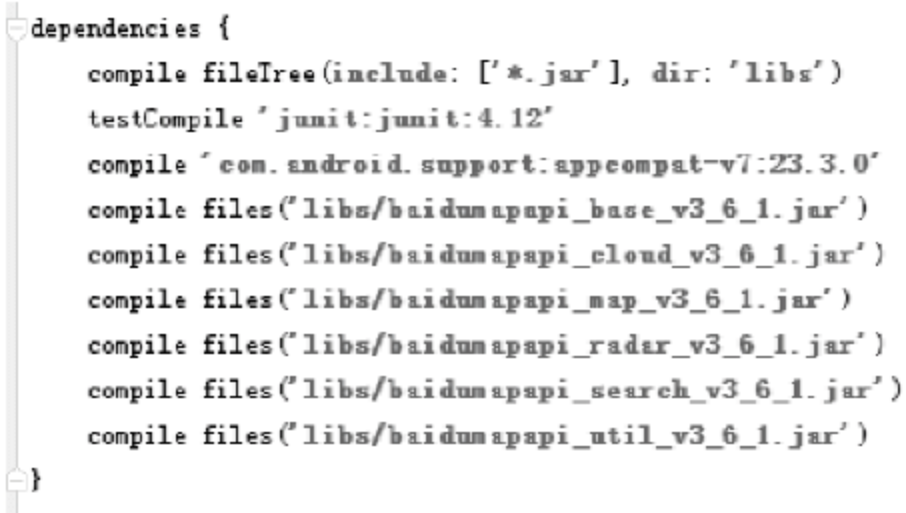 dependencies {
compile fileTree(include: ['*.jar'], dir: 'libs')
testCompile 'junit:junit:4.12'
compile 'com.android.support:appcompat-v7:23.3.0'
compile files('libs/baidumapapi_base_v3_6_1.jar')
compile files('libs/baidumapapi_cloud_v3_6_1.jar')
compile files('libs/baidumapapi_map_v3_6_1.jar')
compile files('libs/baidumapapi_radar_v3_6_1.jar')
compile files('libs/baidumapapi_search_v3_6_1.jar')
compile files('libs/baidumapapi_util_v3_6_1.jar')
}